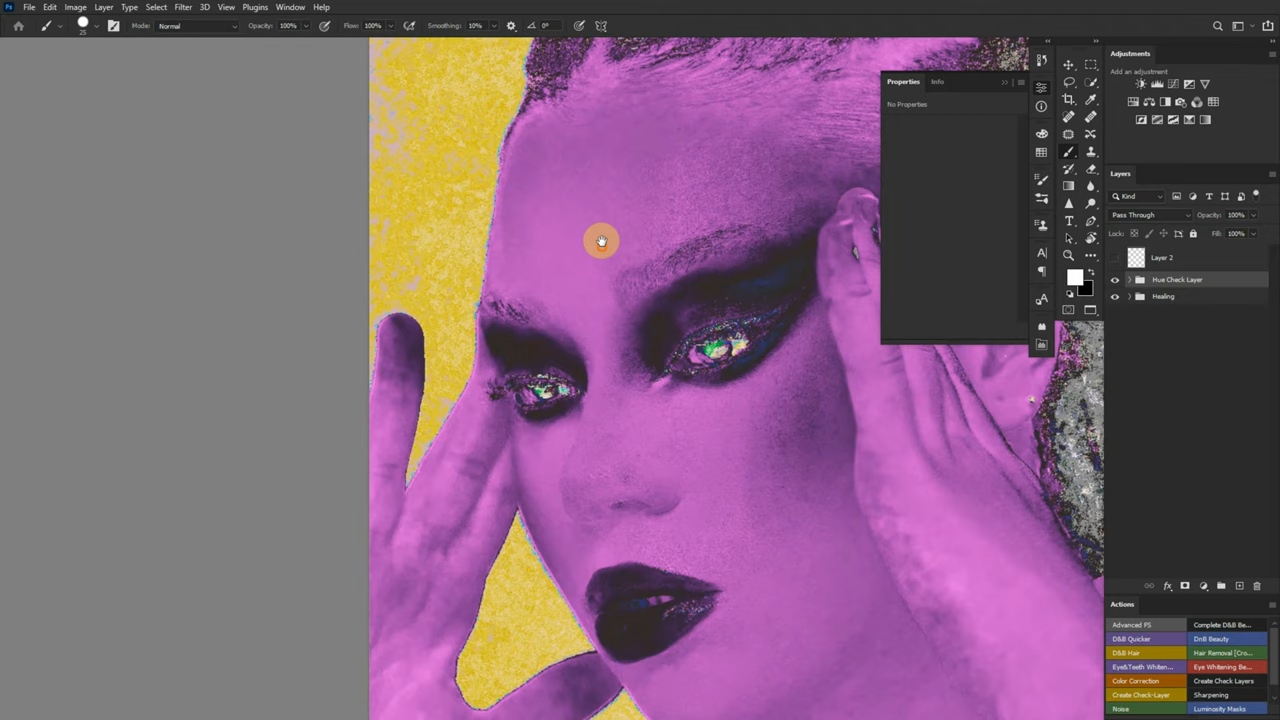 Ps File Edit Image Layer Type Select Filter 3D View Plugins Window Help
25 Mode: Normal Opacity: 100% Flow: 100% Smoothing: 10% 0°
Properties Info
No Properties
Adjustments
Add an adjustment
Layers
Kind
Pass Through Opacity: 100%
Lock: Fill: 100%
Layer 2
Hue Check Layer
Healing
Actions
Advanced FS Complete D&B Be...
D&B Quicker DnB Beauty
D&B Hair Hair Removal [Cro...
Eye&Teeth Whiten... Eye Whitening Be...
Color Correction Create Check Layers
Create Check-Layer Sharpening
Noise Luminosity Masks